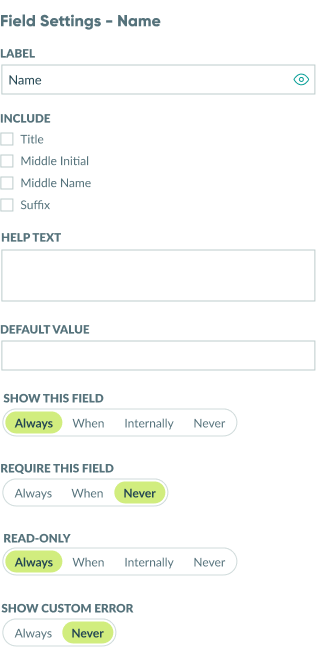 Field Settings - Name
LABEL
Name
INCLUDE
Title
Middle Initial
Middle Name
Suffix
HELP TEXT
DEFAULT VALUE
SHOW THIS FIELD
Always When Internally Never
REQUIRE THIS FIELD
Always When Never
READ-ONLY
Always When Internally Never
SHOW CUSTOM ERROR
Always Never